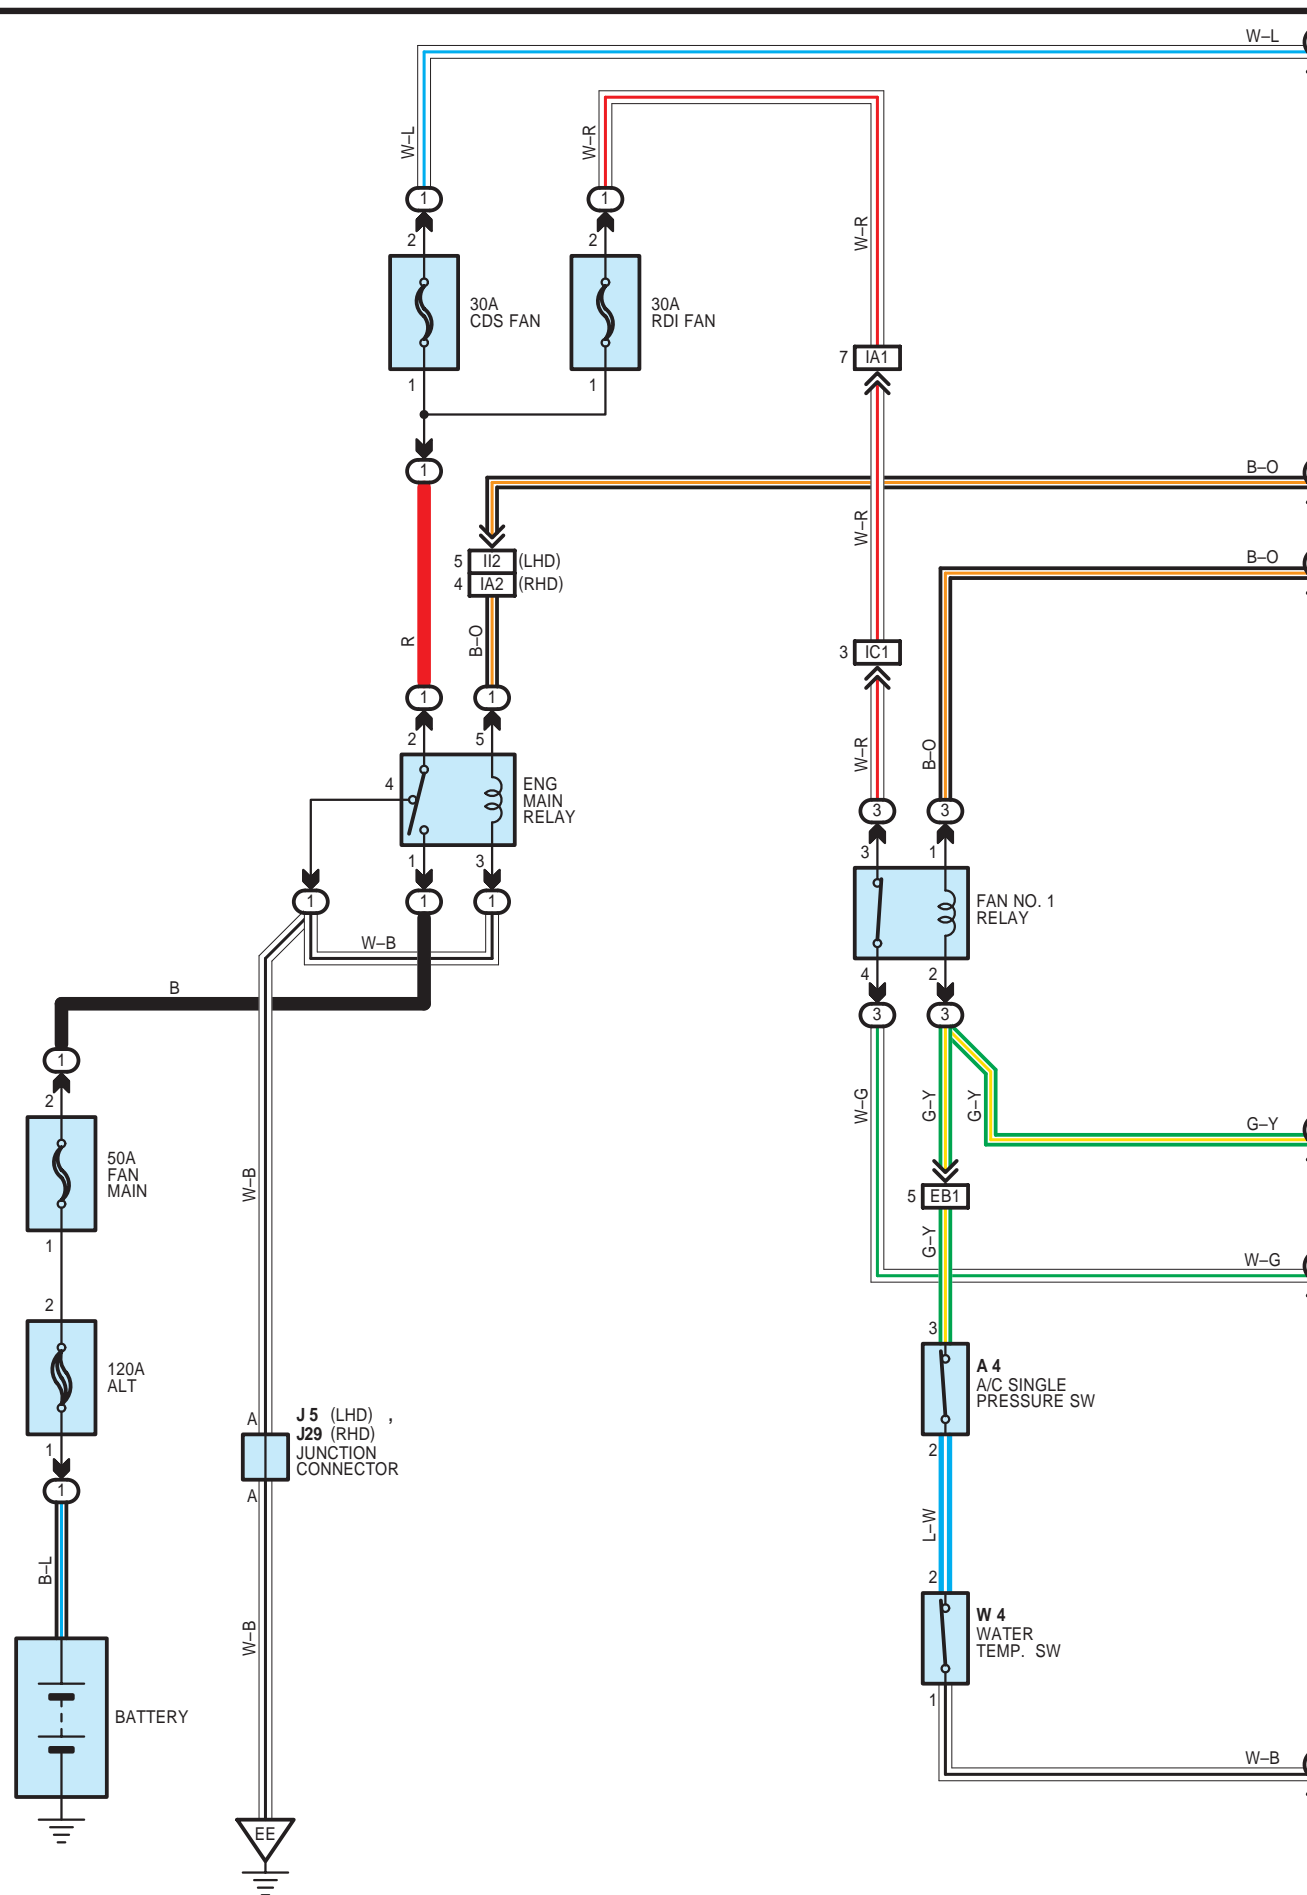 W–L
W–L
W–R
1
1
2
2
W–R
30A
CDS FAN
30A
RDI FAN
7 IA1
1
1
1
B–O
W–R
5 II2 (LHD)
4 IA2 (RHD)
B–O
R
B–O
3 IC1
1
1
2
5
W–R
B–O
4
ENG
MAIN
RELAY
3
3
3
1
1
3
1
1
1
FAN NO. 1
RELAY
W–B
4
2
B
3
3
1
2
W–G
G–Y
G–Y
G–Y
50A
FAN
MAIN
W–B
5 EB1
1
G–Y
W–G
2
3
120A
ALT
A 4
A/C SINGLE
PRESSURE SW
A
J 5 (LHD) ,
J29 (RHD)
JUNCTION
CONNECTOR
1
2
1
A
L–W
B–L
2
W–B
W 4
WATER
TEMP. SW
BATTERY
1
W–B
EE